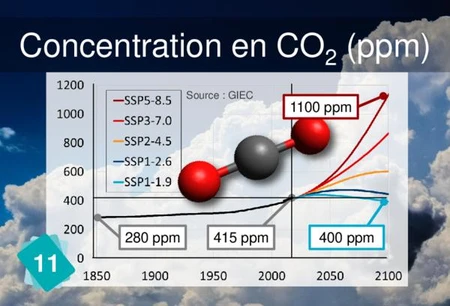 Concentration en CO₂ (ppm)
1200
1000
800
600
400
200
0
SSP5-8.5
SSP3-7.0
SSP2-4.5
SSP1-2.6
SSP1-1.9
Source : GIEC
1100 ppm
280 ppm
415 ppm
400 ppm
11
1850
1900
1950
2000
2050
2100